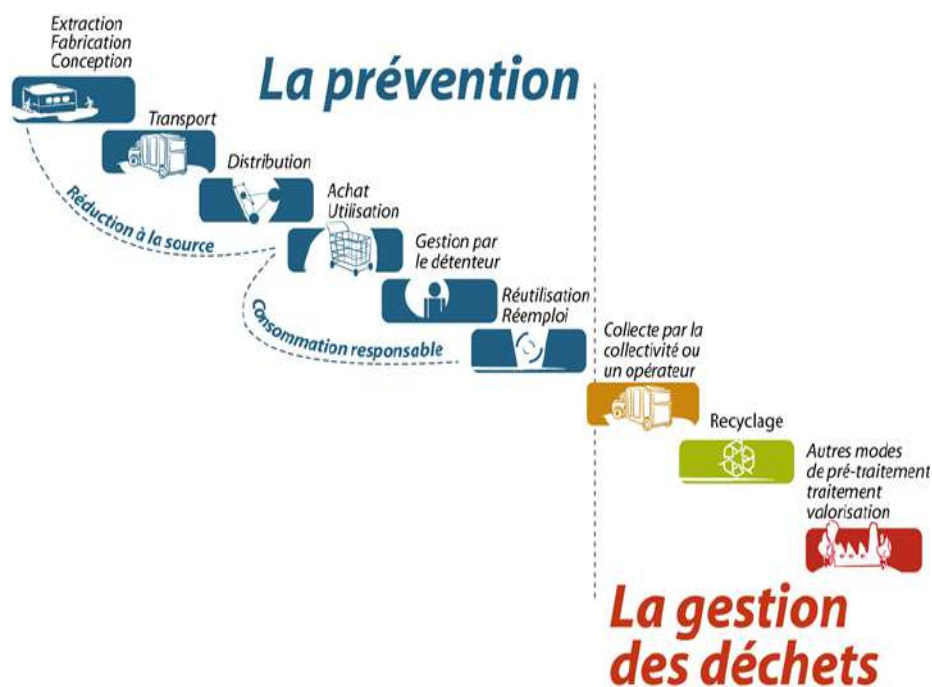 Extraction
Fabrication
Conception
La prévention
Transport
Distribution
Réduction à la source
Achat
Utilisation
Gestion par
le détenteur
Consommation responsable
Réutilisation
Réemploi
Collecte par la
collectivité ou
un opérateur
Recyclage
Autres modes
de pré-traitement
traitement
valorisation
La gestion
des déchets